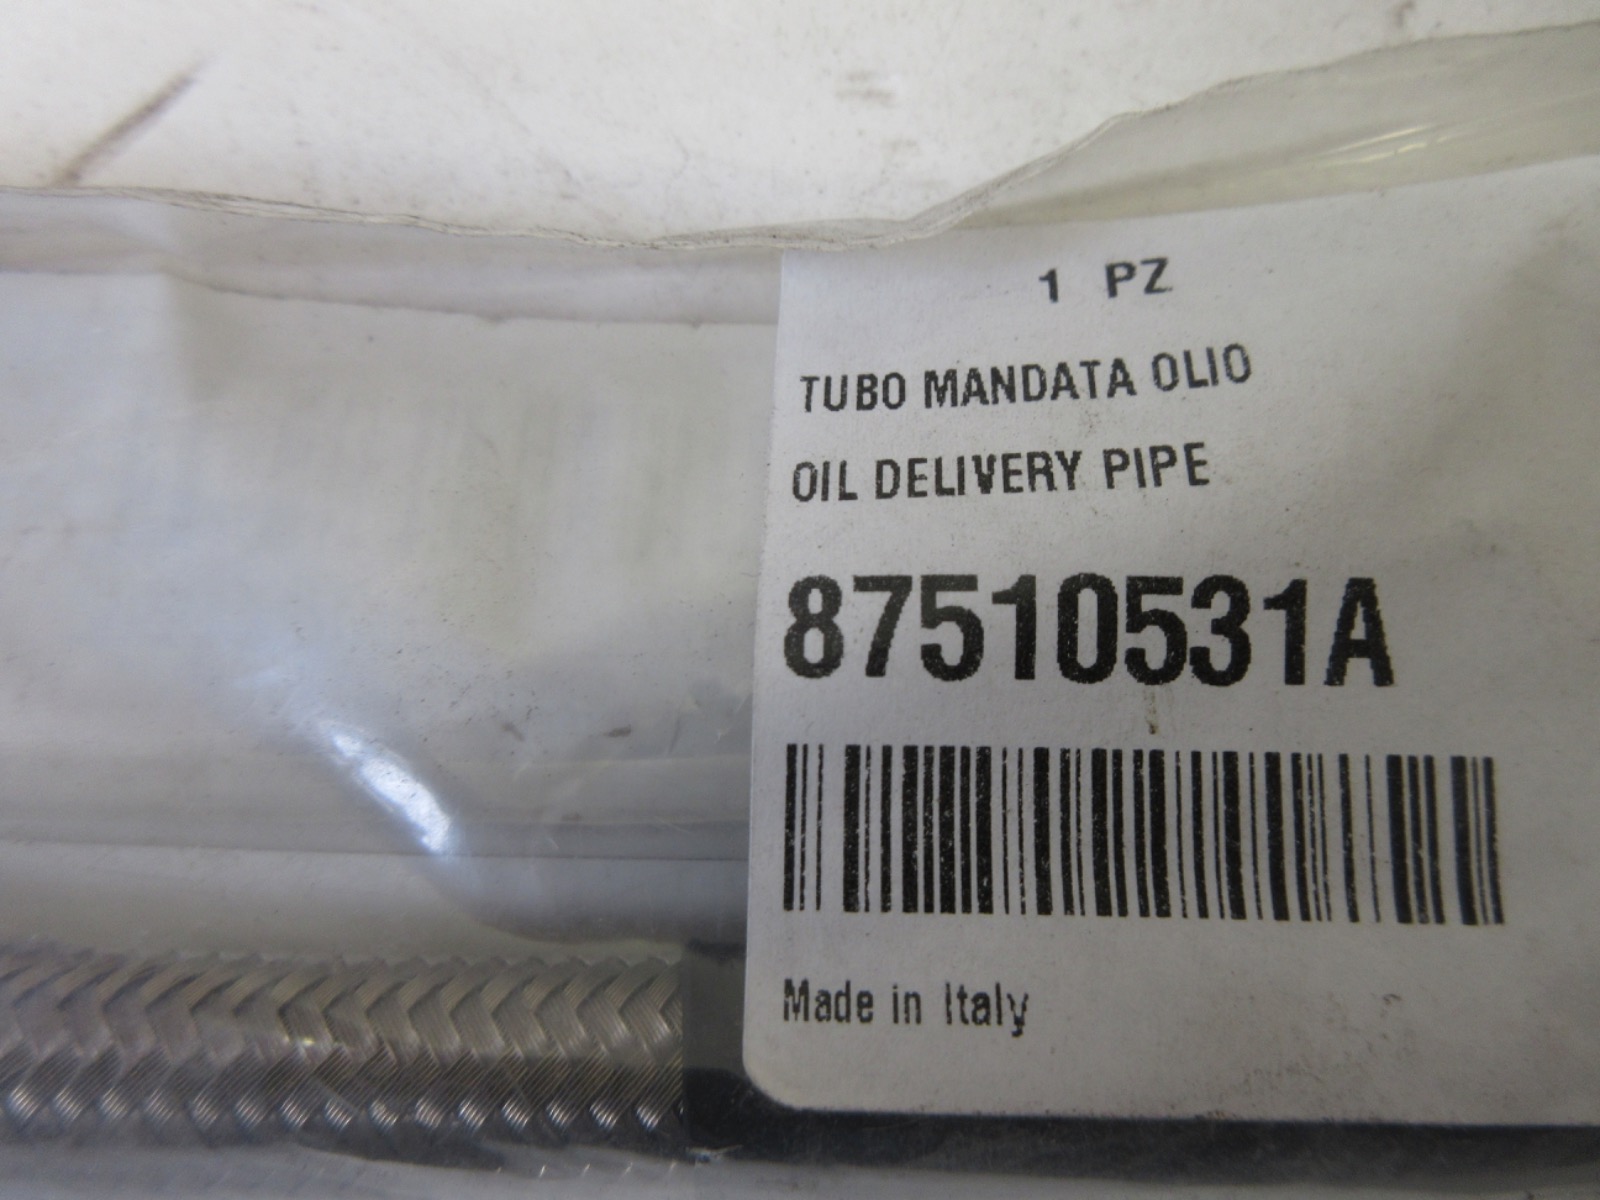 1 PZ
TUBO MANDATA OLIO
OIL DELIVERY PIPE
87510531A
Made in Italy